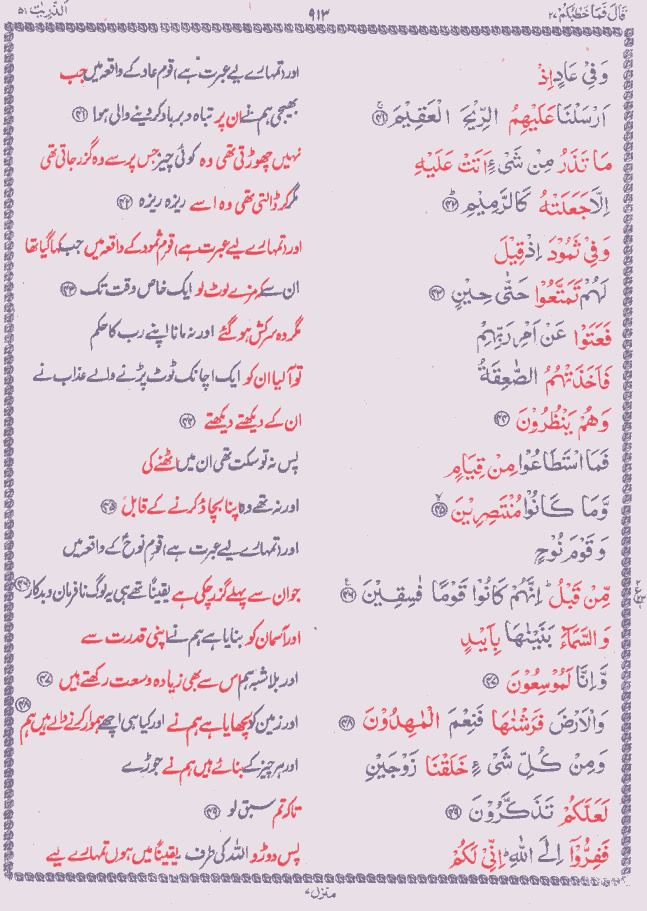 قَالَ فَمَا خَطْبُكُمْ ٢٧ ٩١٣ الذّٰرِيٰت ٥١
وَفِيْ عَادٍ اِذْ اور (تمہارے لیے عبرت ہے) قوم عاد کے واقعہ میں جب
اَرْسَلْنَا عَلَيْهِمُ الرِّيْحَ الْعَقِيْمَ ﴿٤١﴾ بھیجی ہم نے ان پر تباہ و برباد کر دینے والی ہوا ﴿٤١﴾
مَا تَذَرُ مِنْ شَيْءٍ اَتَتْ عَلَيْهِ نہیں چھوڑتی تھی وہ کوئی چیز جس پر سے وہ گزر جاتی تھی
اِلَّا جَعَلَتْهُ كَالرَّمِيْمِ ﴿٤٢﴾ مگر کر ڈالتی تھی وہ اسے ریزہ ریزہ ﴿٤٢﴾
وَفِيْ ثَمُوْدَ اِذْ قِيْلَ اور (تمہارے لیے عبرت ہے) قوم ثمود کے واقعہ میں جب کہا گیا تھا
لَهُمْ تَمَتَّعُوْا حَتّٰى حِيْنٍ ﴿٤٣﴾ ان سے کہ مزے لوٹ لو ایک خاص وقت تک ﴿٤٣﴾
فَعَتَوْا عَنْ اَمْرِ رَبِّهِمْ مگر وہ سرکش ہو گئے اور نہ مانا اپنے رب کا حکم
فَاَخَذَتْهُمُ الصّٰعِقَةُ تو آ لیا ان کو ایک اچانک ٹوٹ پڑنے والے عذاب نے
وَهُمْ يَنْظُرُوْنَ ﴿٤٤﴾ ان کے دیکھتے دیکھتے ﴿٤٤﴾
فَمَا اسْتَطَاعُوْا مِنْ قِيَامٍ پس نہ تو سکت تھی ان میں اٹھنے کی
وَّمَا كَانُوْا مُنْتَصِرِيْنَ ﴿٤٥﴾ اور نہ تھے وہ اپنا بچاؤ کرنے کے قابل ﴿٤٥﴾
وَقَوْمَ نُوْحٍ اور (تمہارے لیے عبرت ہے) قوم نوحؑ کے واقعہ میں
مِّنْ قَبْلُ ؕ اِنَّهُمْ كَانُوْا قَوْمًا فٰسِقِيْنَ ﴿٤٦﴾ جو ان سے پہلے گزر چکی ہے یقیناً تھے ہی یہ لوگ نافرمان و بدکار ﴿٤٦﴾
وَالسَّمَآءَ بَنَيْنٰهَا بِاَيْىدٍ اور آسمان کو بنایا ہے ہم نے اپنی قدرت سے
وَّاِنَّا لَمُوْسِعُوْنَ ﴿٤٧﴾ اور بلاشبہ ہم اس سے بھی زیادہ وسعت رکھتے ہیں ﴿٤٧﴾
وَالْاَرْضَ فَرَشْنٰهَا فَنِعْمَ الْمٰهِدُوْنَ ﴿٤٨﴾ اور زمین کو بچھایا ہے ہم نے اور کیا ہی اچھے ہموار کرنے والے ہیں ہم ﴿٤٨﴾
وَمِنْ كُلِّ شَيْءٍ خَلَقْنَا زَوْجَيْنِ اور ہر چیز کے بنائے ہیں ہم نے جوڑے
لَعَلَّكُمْ تَذَكَّرُوْنَ ﴿٤٩﴾ تاکہ تم سبق لو ﴿٤٩﴾
فَفِرُّوْٓا اِلَى اللّٰهِ ؕ اِنِّيْ لَكُمْ پس دوڑو اللہ کی طرف یقیناً میں ہوں تمہارے لیے
منزل ٧